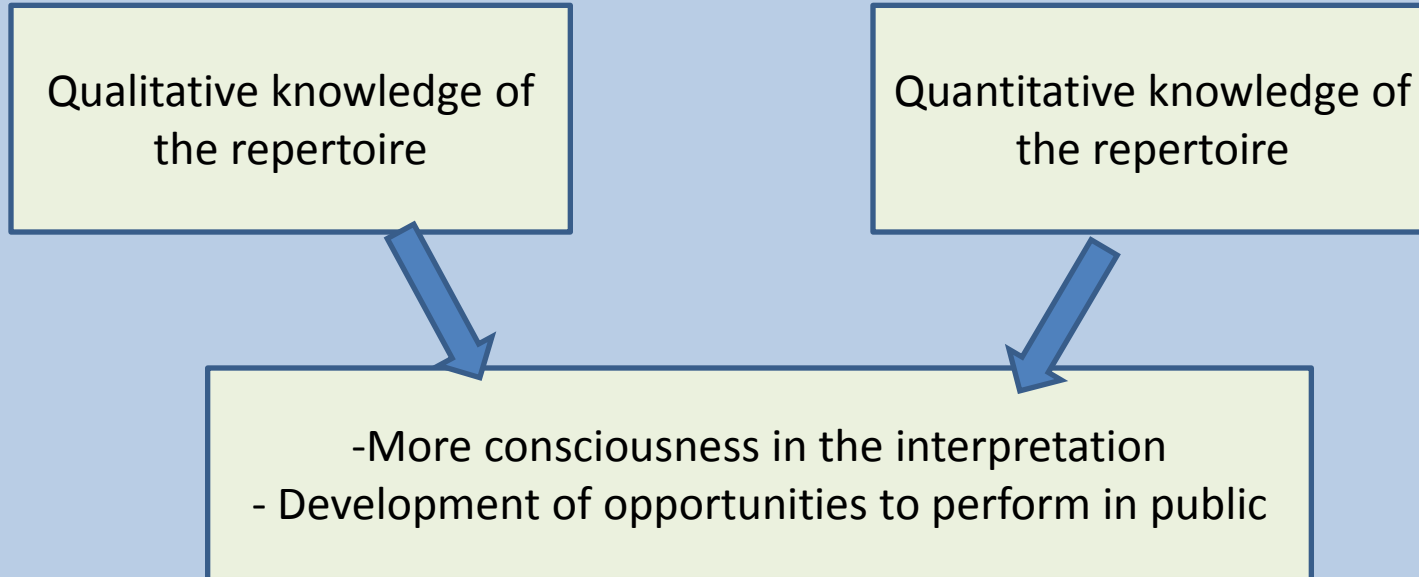 Qualitative knowledge of
the repertoire
Quantitative knowledge of
the repertoire
-More consciousness in the interpretation
- Development of opportunities to perform in public